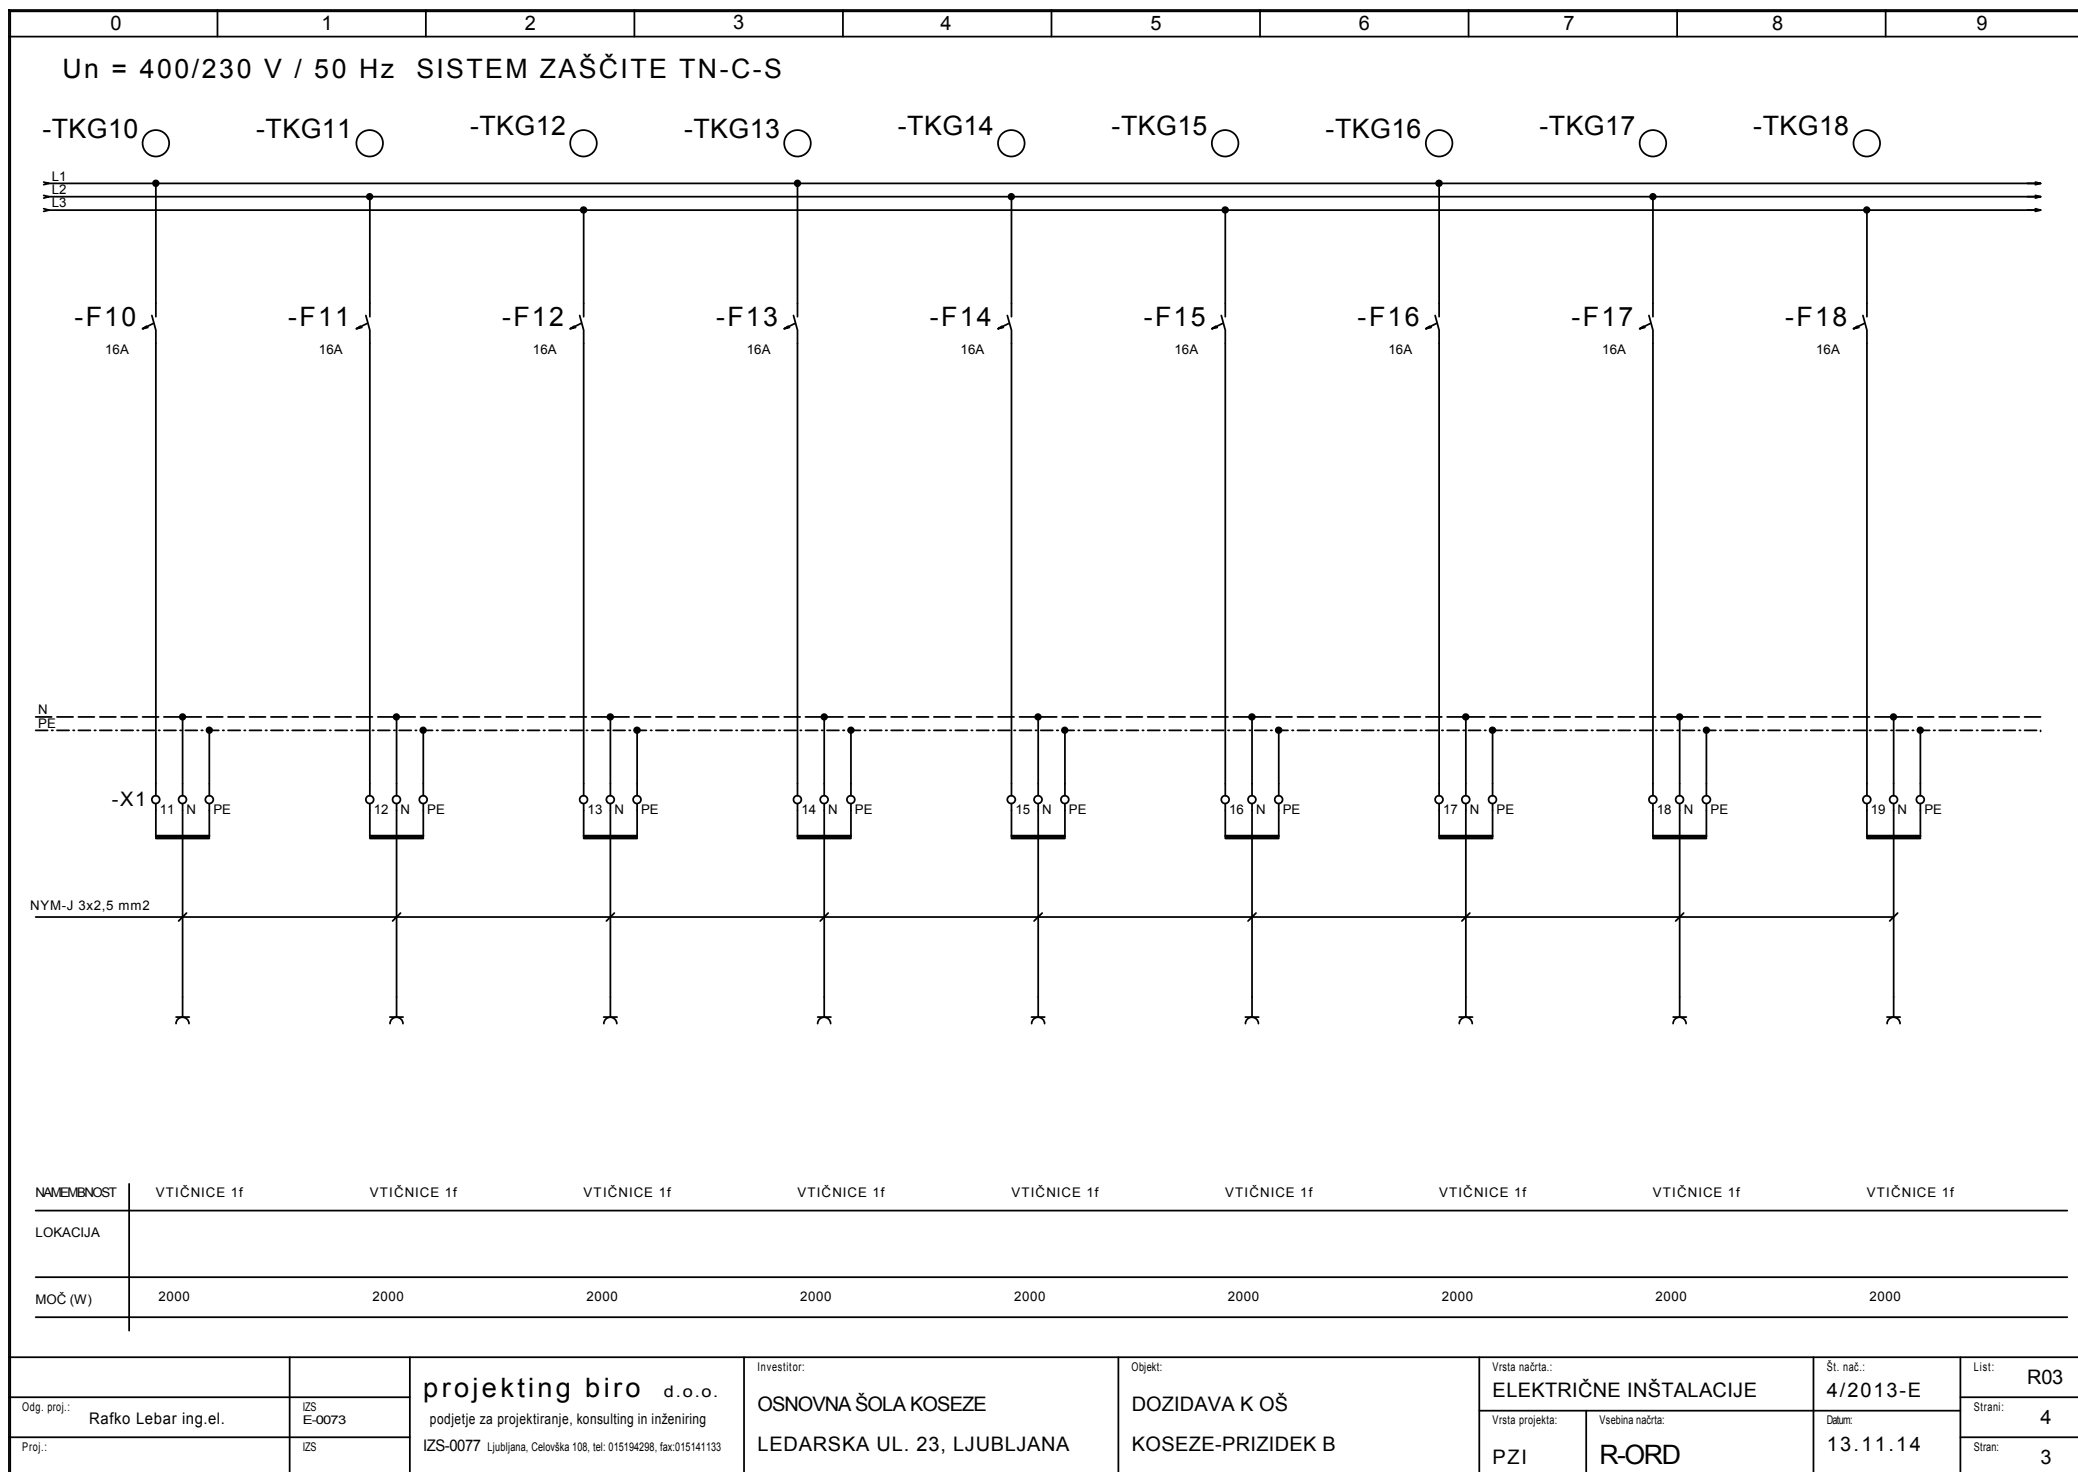 0 1 2 3 4 5 6 7 8 9
Un = 400/230 V / 50 Hz SISTEM ZAŠČITE TN-C-S
-TKG10 -TKG11 -TKG12 -TKG13 -TKG14 -TKG15 -TKG16 -TKG17 -TKG18
L1
L2
L3
-F10 -F11 -F12 -F13 -F14 -F15 -F16 -F17 -F18
16A 16A 16A 16A 16A 16A 16A 16A 16A
N
PE
-X1 11 N PE 12 N PE 13 N PE 14 N PE 15 N PE 16 N PE 17 N PE 18 N PE 19 N PE
NYM-J 3x2,5 mm2
NAMEMBNOST VTIČNICE 1f VTIČNICE 1f VTIČNICE 1f VTIČNICE 1f VTIČNICE 1f VTIČNICE 1f VTIČNICE 1f VTIČNICE 1f VTIČNICE 1f
LOKACIJA
MOČ (W) 2000 2000 2000 2000 2000 2000 2000 2000 2000
Odg. proj.: Rafko Lebar ing.el.
IZS
E-0073
Proj.:
IZS
projekting biro d.o.o.
podjetje za projektiranje, konsulting in inženiring
IZS-0077 Ljubljana, Celovška 108, tel: 015194298, fax:015141133
Investitor:
OSNOVNA ŠOLA KOSEZE
LEDARSKA UL. 23, LJUBLJANA
Objekt:
DOZIDAVA K OŠ
KOSEZE-PRIZIDEK B
Vrsta načrta.:
ELEKTRIČNE INŠTALACIJE
Vrsta projekta:
PZI
Vsebina načrta:
R-ORD
Št. nač.:
4/2013-E
Datum:
13.11.14
List: R03
Strani: 4
Stran: 3